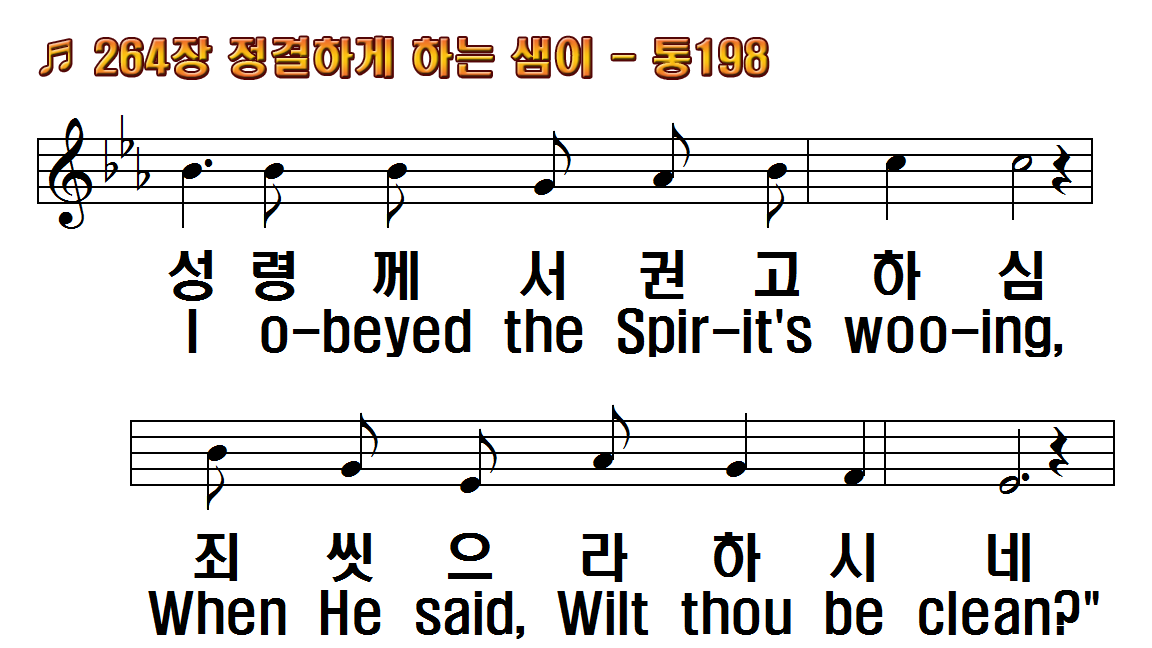 ♬ 264장 정결하게 하는 샘이 - 통198
성 령 께 서 권 고 하 심
I o-beyed the Spir-it's woo-ing,
죄 씻 으 라 하 시 네
When He said, Wilt thou be clean?"